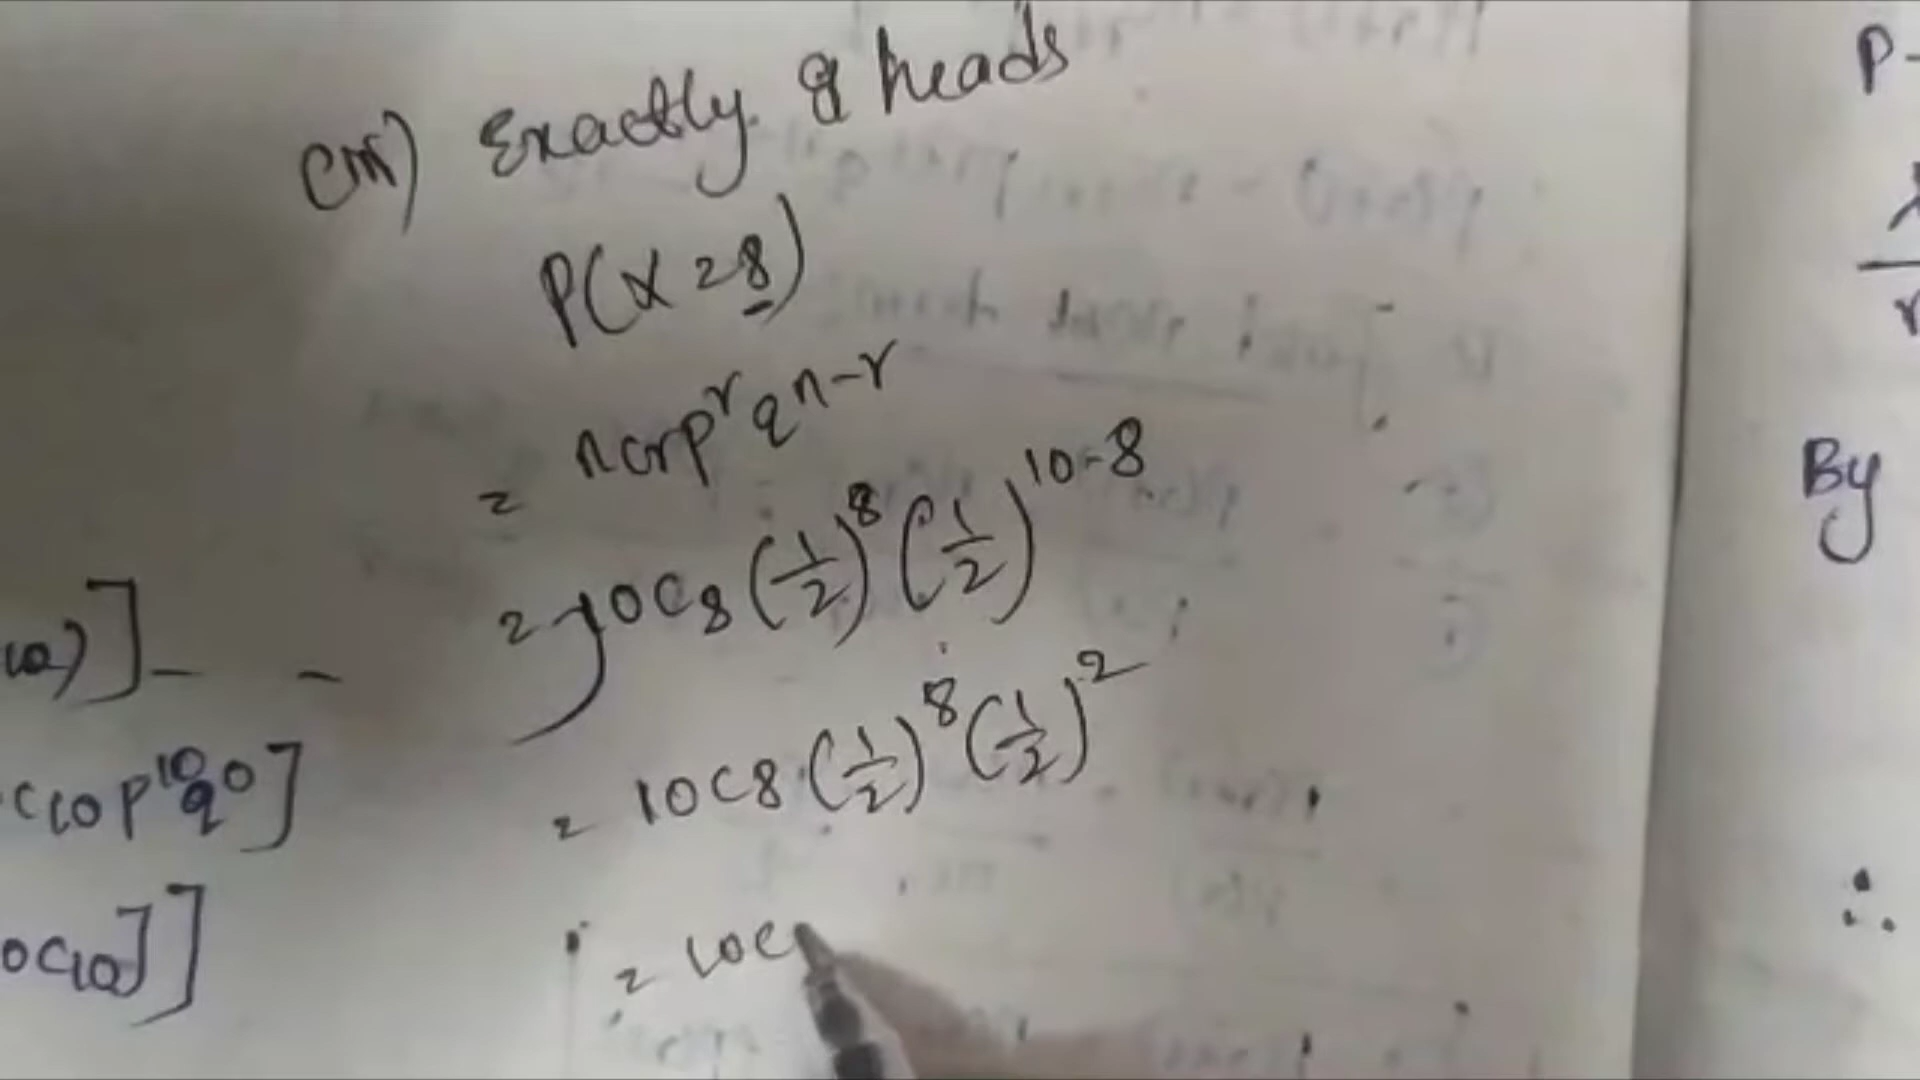 (iii) Exactly 8 heads
P(X = 8)
= ncr p^r q^n-r
= 10C8 (1/2)^8 (1/2)^10-8
= 10C8 (1/2)^8 (1/2)^2
= 10C
10)]
C10 p^10 q^0]
0C10]]
P-
r
By
∴